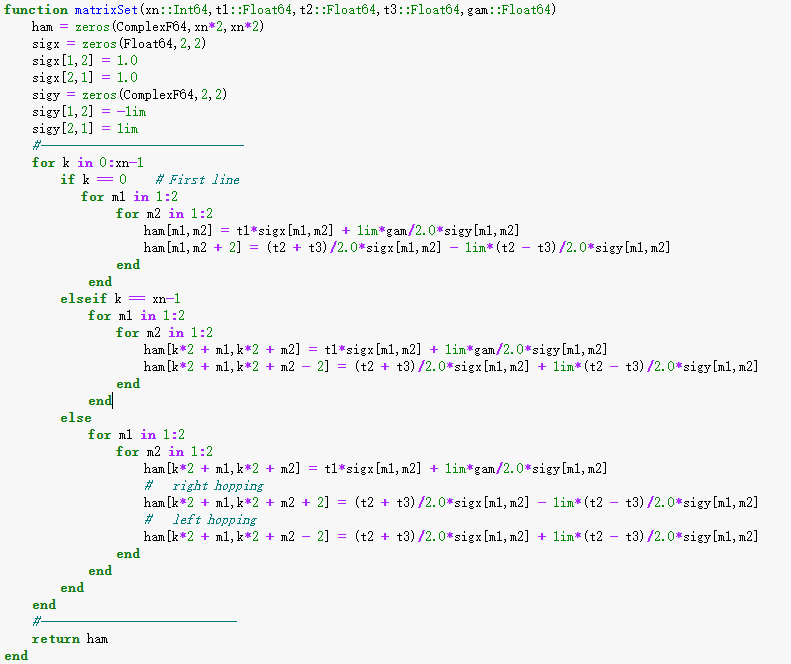 function matrixSet(xn::Int64,t1::Float64,t2::Float64,t3::Float64,gam::Float64)
    ham = zeros(ComplexF64,xn*2,xn*2)
    sigx = zeros(Float64,2,2)
    sigx[1,2] = 1.0
    sigx[2,1] = 1.0
    sigy = zeros(ComplexF64,2,2)
    sigy[1,2] = -1im
    sigy[2,1] = 1im
    #-----------------------------
    for k in 0:xn-1
        if k == 0    # First line
           for m1 in 1:2
                for m2 in 1:2
                    ham[m1,m2] = t1*sigx[m1,m2] + 1im*gam/2.0*sigy[m1,m2]
                    ham[m1,m2 + 2] = (t2 + t3)/2.0*sigx[m1,m2] - 1im*(t2 - t3)/2.0*sigy[m1,m2]
                end
            end
        elseif k == xn-1
            for m1 in 1:2
                for m2 in 1:2
                    ham[k*2 + m1,k*2 + m2] = t1*sigx[m1,m2] + 1im*gam/2.0*sigy[m1,m2]
                    ham[k*2 + m1,k*2 + m2 - 2] = (t2 + t3)/2.0*sigx[m1,m2] + 1im*(t2 - t3)/2.0*sigy[m1,m2]
                end
            end
        else
            for m1 in 1:2
                for m2 in 1:2
                    ham[k*2 + m1,k*2 + m2] = t1*sigx[m1,m2] + 1im*gam/2.0*sigy[m1,m2]
                    #   right hopping
                    ham[k*2 + m1,k*2 + m2 + 2] = (t2 + t3)/2.0*sigx[m1,m2] - 1im*(t2 - t3)/2.0*sigy[m1,m2]
                    #   left hopping
                    ham[k*2 + m1,k*2 + m2 - 2] = (t2 + t3)/2.0*sigx[m1,m2] + 1im*(t2 - t3)/2.0*sigy[m1,m2]
                end
            end
        end
    end
    #----------------------------
    return ham
end